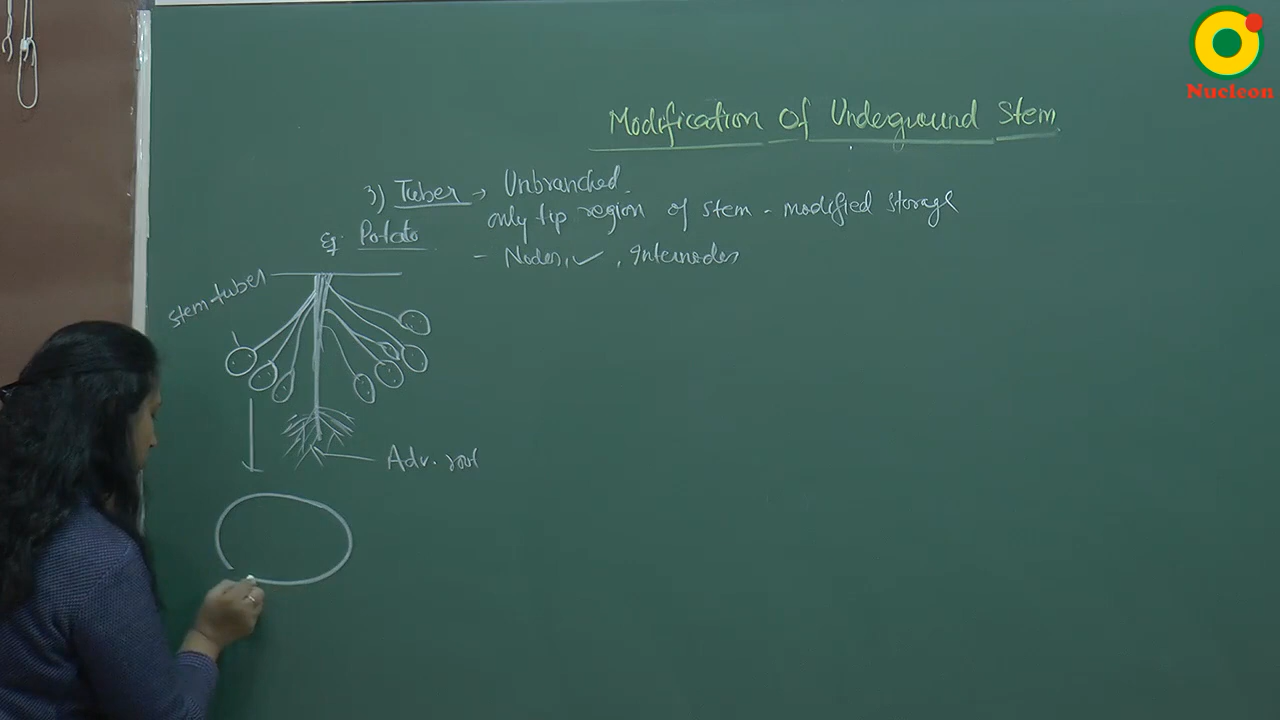 Nucleon
Modification of Underground Stem
3) Tuber → Unbranched
only tip region of stem - modified storage
Eg. Potato
- Nodes, ✓, Internodes
Stem-tuber
Adv. root